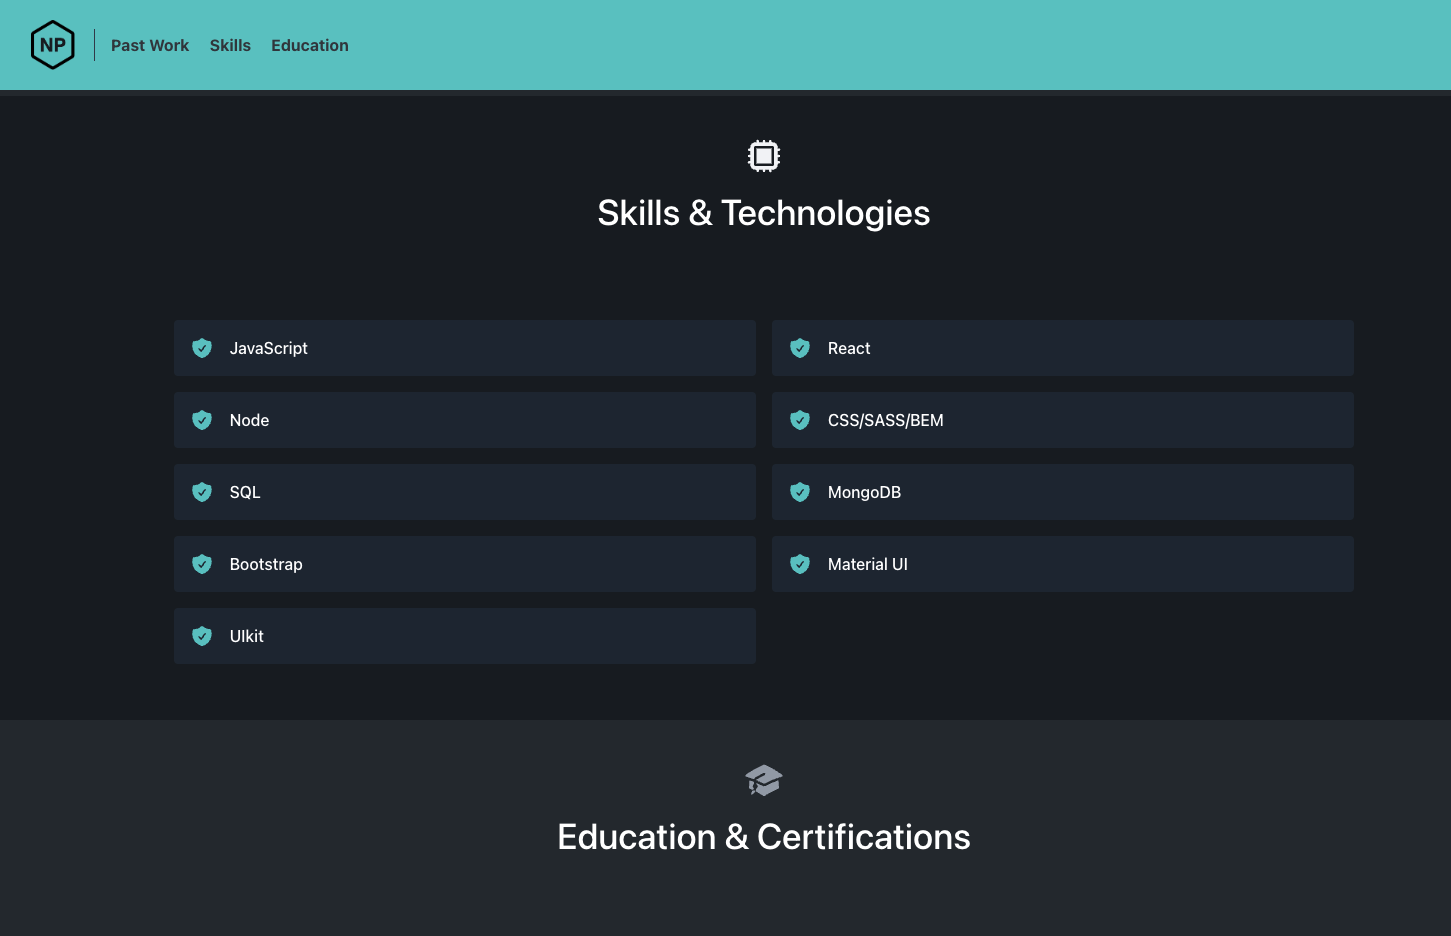 NP Past Work Skills Education
Skills & Technologies
JavaScript
React
Node
CSS/SASS/BEM
SQL
MongoDB
Bootstrap
Material UI
UIkit
Education & Certifications